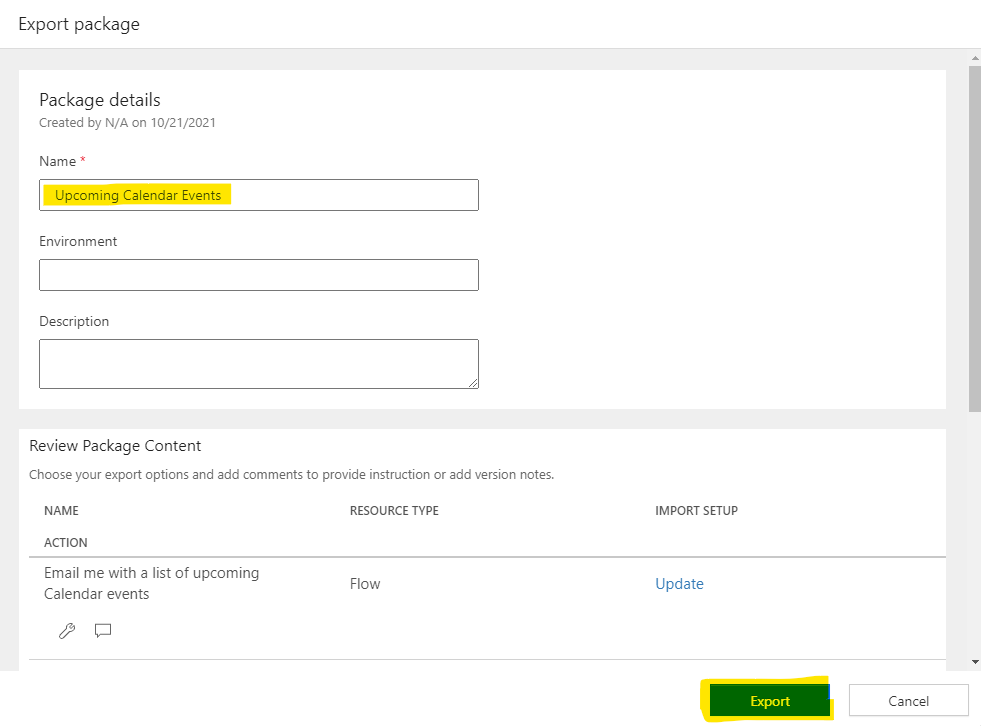 Export package
Package details
Created by N/A on 10/21/2021
Name *
Upcoming Calendar Events
Environment
Description
Review Package Content
Choose your export options and add comments to provide instruction or add version notes.
NAME RESOURCE TYPE IMPORT SETUP
ACTION
Email me with a list of upcoming
Calendar events
Flow
Update
Export Cancel